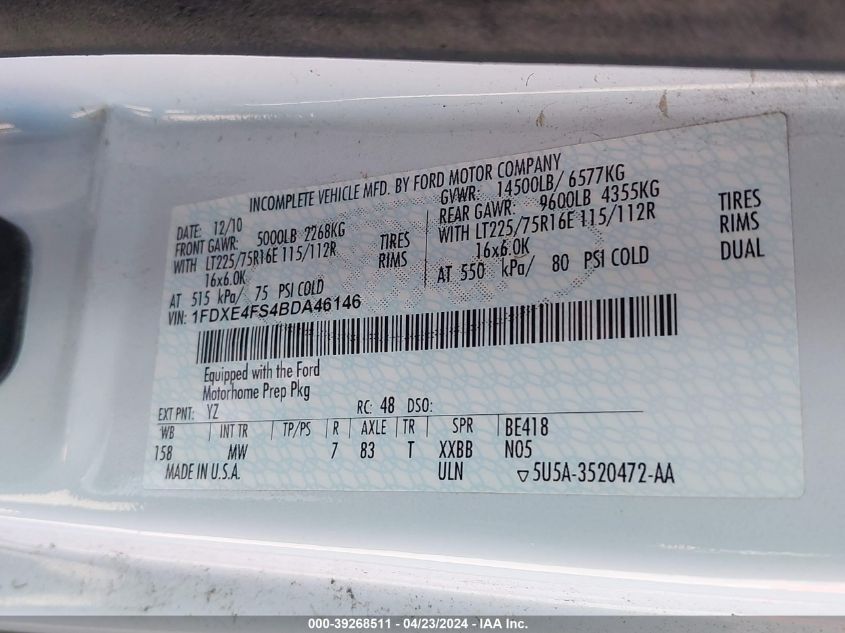 INCOMPLETE VEHICLE MFD. BY FORD MOTOR COMPANY
DATE: 12/10 GVWR: 14500LB/ 6577KG
FRONT GAWR: 5000LB 2268KG REAR GAWR: 9600LB 4355KG
WITH LT225/75R16E 115/112R TIRES WITH LT225/75R16E 115/112R TIRES
16x6.0K RIMS 16x6.0K RIMS
AT 515 kPa/ 75 PSI COLD AT 550 kPa/ 80 PSI COLD DUAL
VIN: 1FDXE4FS4BDA46146
Equipped with the Ford
Motorhome Prep Pkg
EXT PNT: YZ RC: 48 DSO:
WB INT TR TP/PS R AXLE TR SPR BE418
158 MW 7 83 T XXBB N05
MADE IN U.S.A. ULN ▽5U5A-3520472-AA
000-39268511 / 04/23/2024 - IAA Inc.